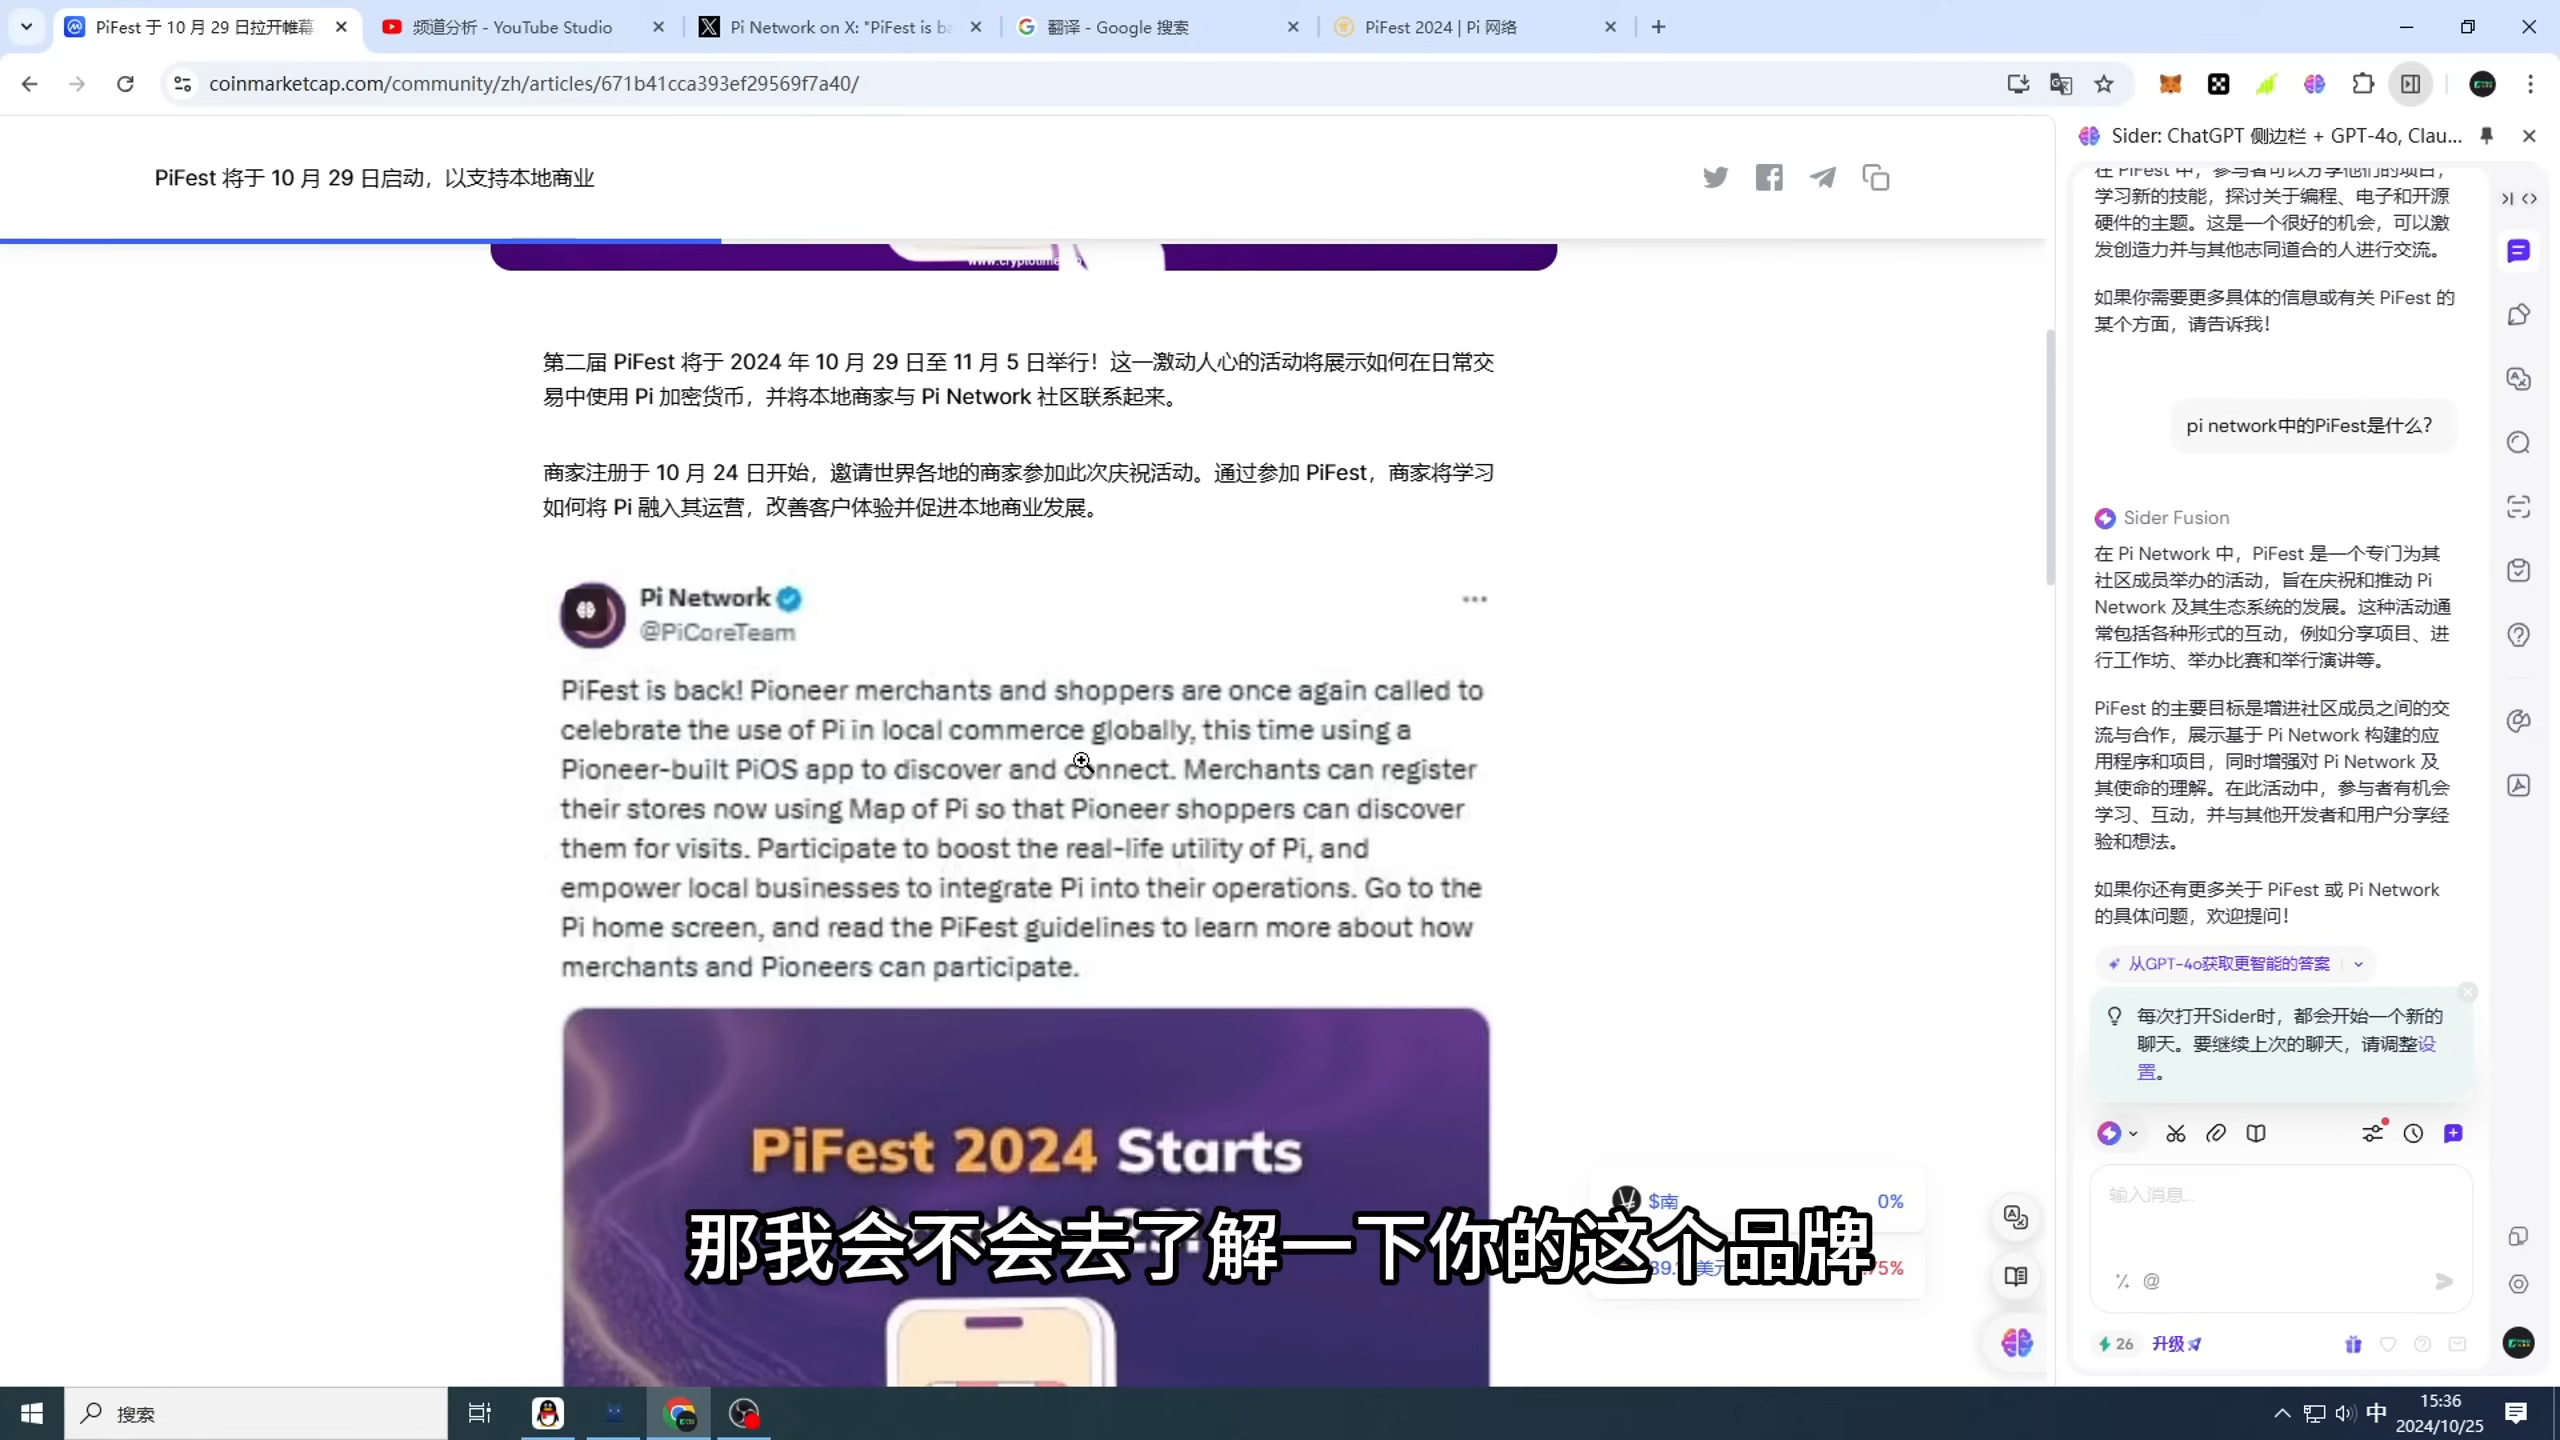 PiFest 于 10 月 29 日拉开帷幕
频道分析 - YouTube Studio
Pi Network on X: "PiFest is ba
翻译 - Google 搜索
PiFest 2024 | Pi 网络
coinmarketcap.com/community/zh/articles/671b41cca393ef29569f7a40/
PiFest 将于 10 月 29 日启动，以支持本地商业
第二届 PiFest 将于 2024 年 10 月 29 日至 11 月 5 日举行！这一激动人心的活动将展示如何在日常交
易中使用 Pi 加密货币，并将本地商家与 Pi Network 社区联系起来。
商家注册于 10 月 24 日开始，邀请世界各地的商家参加此次庆祝活动。通过参加 PiFest，商家将学习
如何将 Pi 融入其运营，改善客户体验并促进本地商业发展。
Pi Network
@PiCoreTeam
PiFest is back! Pioneer merchants and shoppers are once again called to
celebrate the use of Pi in local commerce globally, this time using a
Pioneer-built PiOS app to discover and connect. Merchants can register
their stores now using Map of Pi so that Pioneer shoppers can discover
them for visits. Participate to boost the real-life utility of Pi, and
empower local businesses to integrate Pi into their operations. Go to the
Pi home screen, and read the PiFest guidelines to learn more about how
merchants and Pioneers can participate.
PiFest 2024 Starts
$南 0%
那我会不会去了解一下你的这个品牌
Sider: ChatGPT 侧边栏 + GPT-4o, Clau...
在 PiFest 中，参与者可以分享他们的项目，
学习新的技能，探讨关于编程、电子和开源
硬件的主题。这是一个很好的机会，可以激
发创造力并与其他志同道合的人进行交流。
如果你需要更多具体的信息或有关 PiFest 的
某个方面，请告诉我！
pi network中的PiFest是什么？
Sider Fusion
在 Pi Network 中，PiFest 是一个专门为其
社区成员举办的活动，旨在庆祝和推动 Pi
Network 及其生态系统的发展。这种活动通
常包括各种形式的互动，例如分享项目、进
行工作坊、举办比赛和举行演讲等。
PiFest 的主要目标是增进社区成员之间的交
流与合作，展示基于 Pi Network 构建的应
用程序和项目，同时增强对 Pi Network 及
其使命的理解。在此活动中，参与者有机会
学习、互动，并与其他开发者和用户分享经
验和想法。
如果你还有更多关于 PiFest 或 Pi Network
的具体问题，欢迎提问！
从GPT-4o获取更智能的答案
每次打开Sider时，都会开始一个新的
聊天。要继续上次的聊天，请调整设
置。
输入消息...
26 升级
搜索
中
15:36
2024/10/25